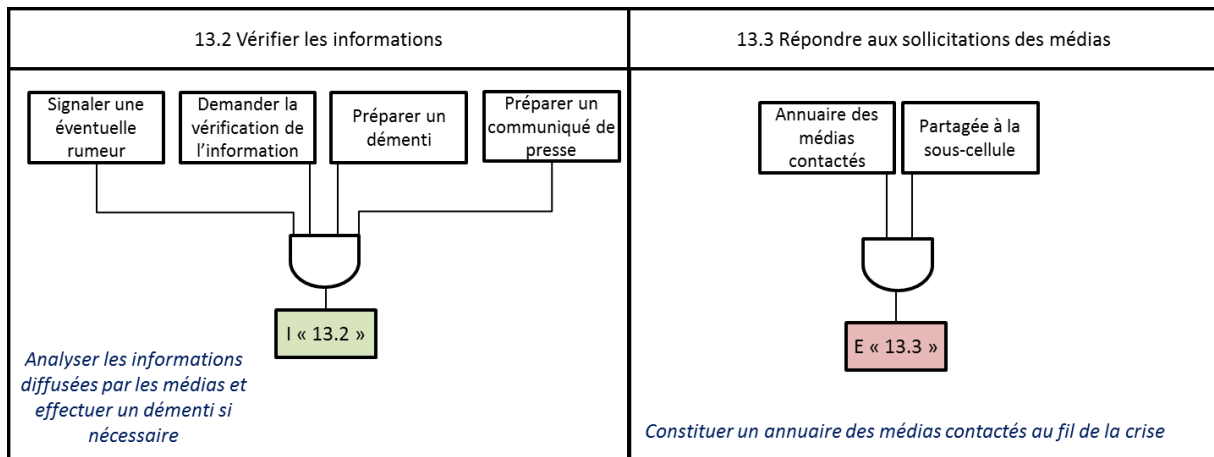 13.2 Vérifier les informations
Signaler une
éventuelle
rumeur
Demander la
vérification de
l'information
Préparer un
démenti
Préparer un
communiqué de
presse
I « 13.2 »
Analyser les informations
diffusées par les médias et
effectuer un démenti si
nécessaire
13.3 Répondre aux sollicitations des médias
Annuaire des
médias
contactés
Partagée à la
sous-cellule
E « 13.3 »
Constituer un annuaire des médias contactés au fil de la crise